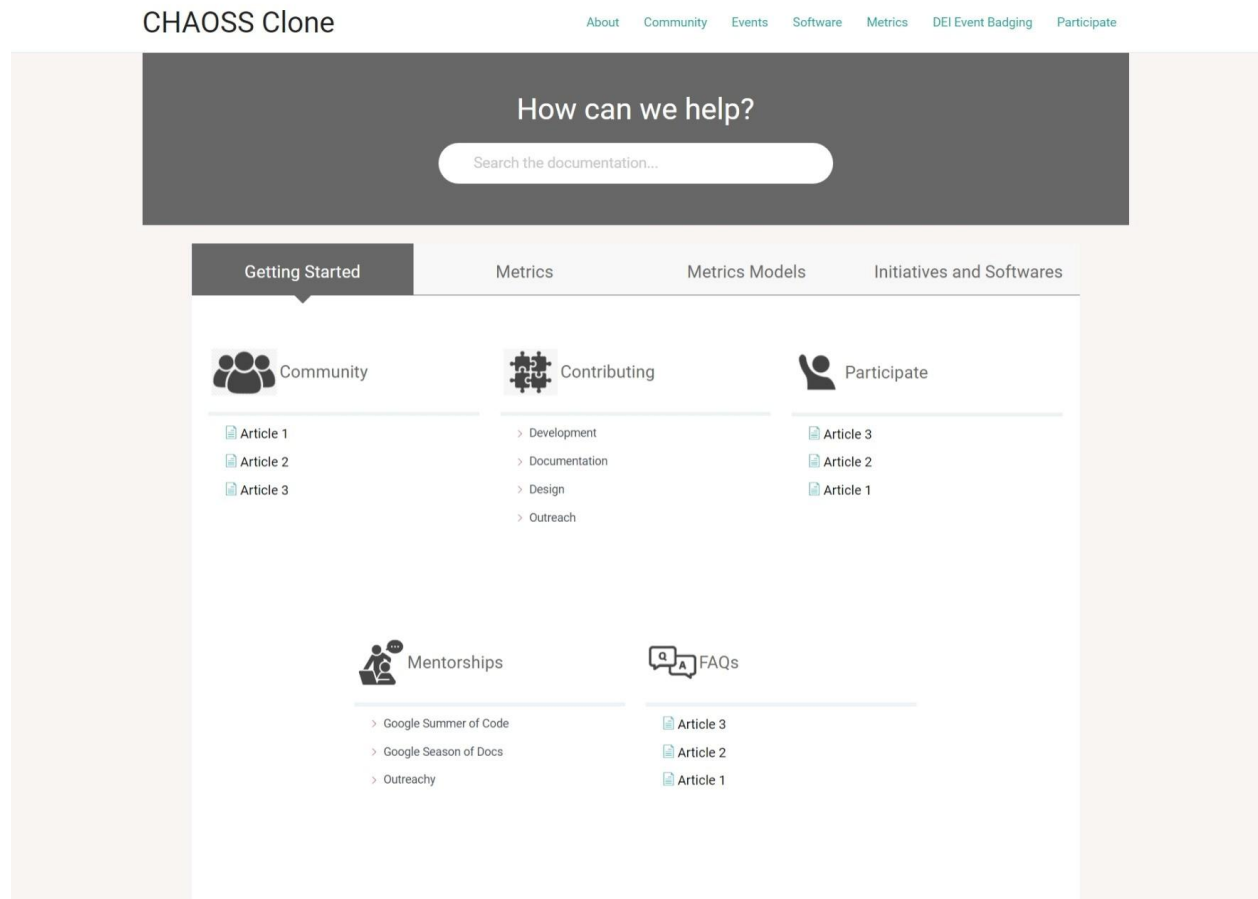 CHAOSS Clone
About Community Events Software Metrics DEI Event Badging Participate
How can we help?
Search the documentation...
Getting Started Metrics Metrics Models Initiatives and Softwares
Community
Article 1
Article 2
Article 3
Contributing
Development
Documentation
Design
Outreach
Participate
Article 3
Article 2
Article 1
Mentorships
Google Summer of Code
Google Season of Docs
Outreachy
Q
A
FAQs
Article 3
Article 2
Article 1